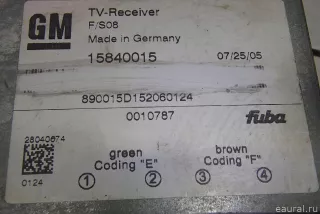 GM
TV-Receiver
F/S08
Made in Germany
15840015 07/25/05
890015D152060124
0010787
fuba
28040674
0124
green
Coding "E"
brown
Coding "F"
1 2 3 4
eaural.ru